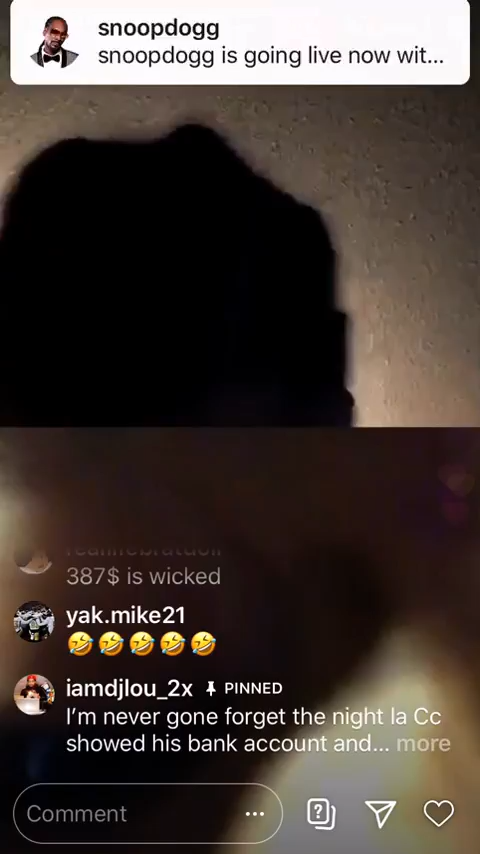 snoopdogg
snoopdogg is going live now wit...
387$ is wicked
yak.mike21
🤣🤣🤣🤣🤣
iamdjlou_2x PINNED
I'm never gone forget the night la Cc
showed his bank account and... more
Comment